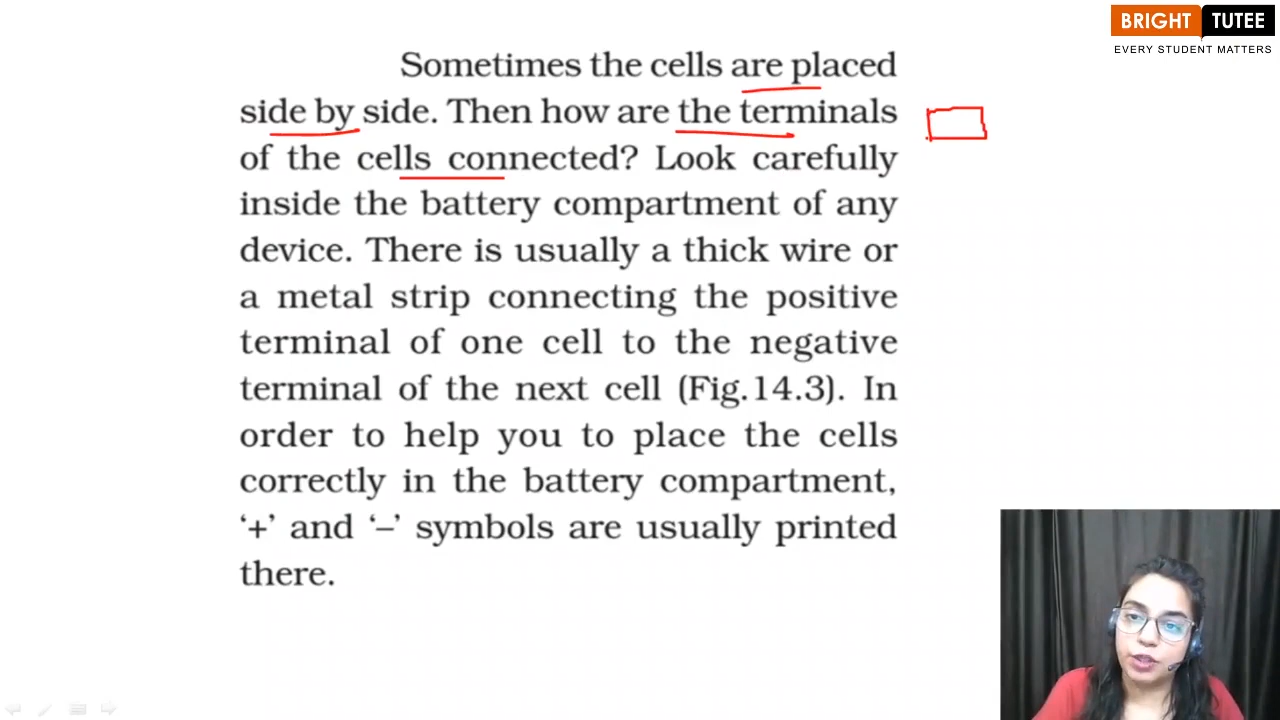 BRIGHT TUTEE
EVERY STUDENT MATTERS
Sometimes the cells are placed
side by side. Then how are the terminals
of the cells connected? Look carefully
inside the battery compartment of any
device. There is usually a thick wire or
a metal strip connecting the positive
terminal of one cell to the negative
terminal of the next cell (Fig.14.3). In
order to help you to place the cells
correctly in the battery compartment,
‘+’ and ‘–’ symbols are usually printed
there.